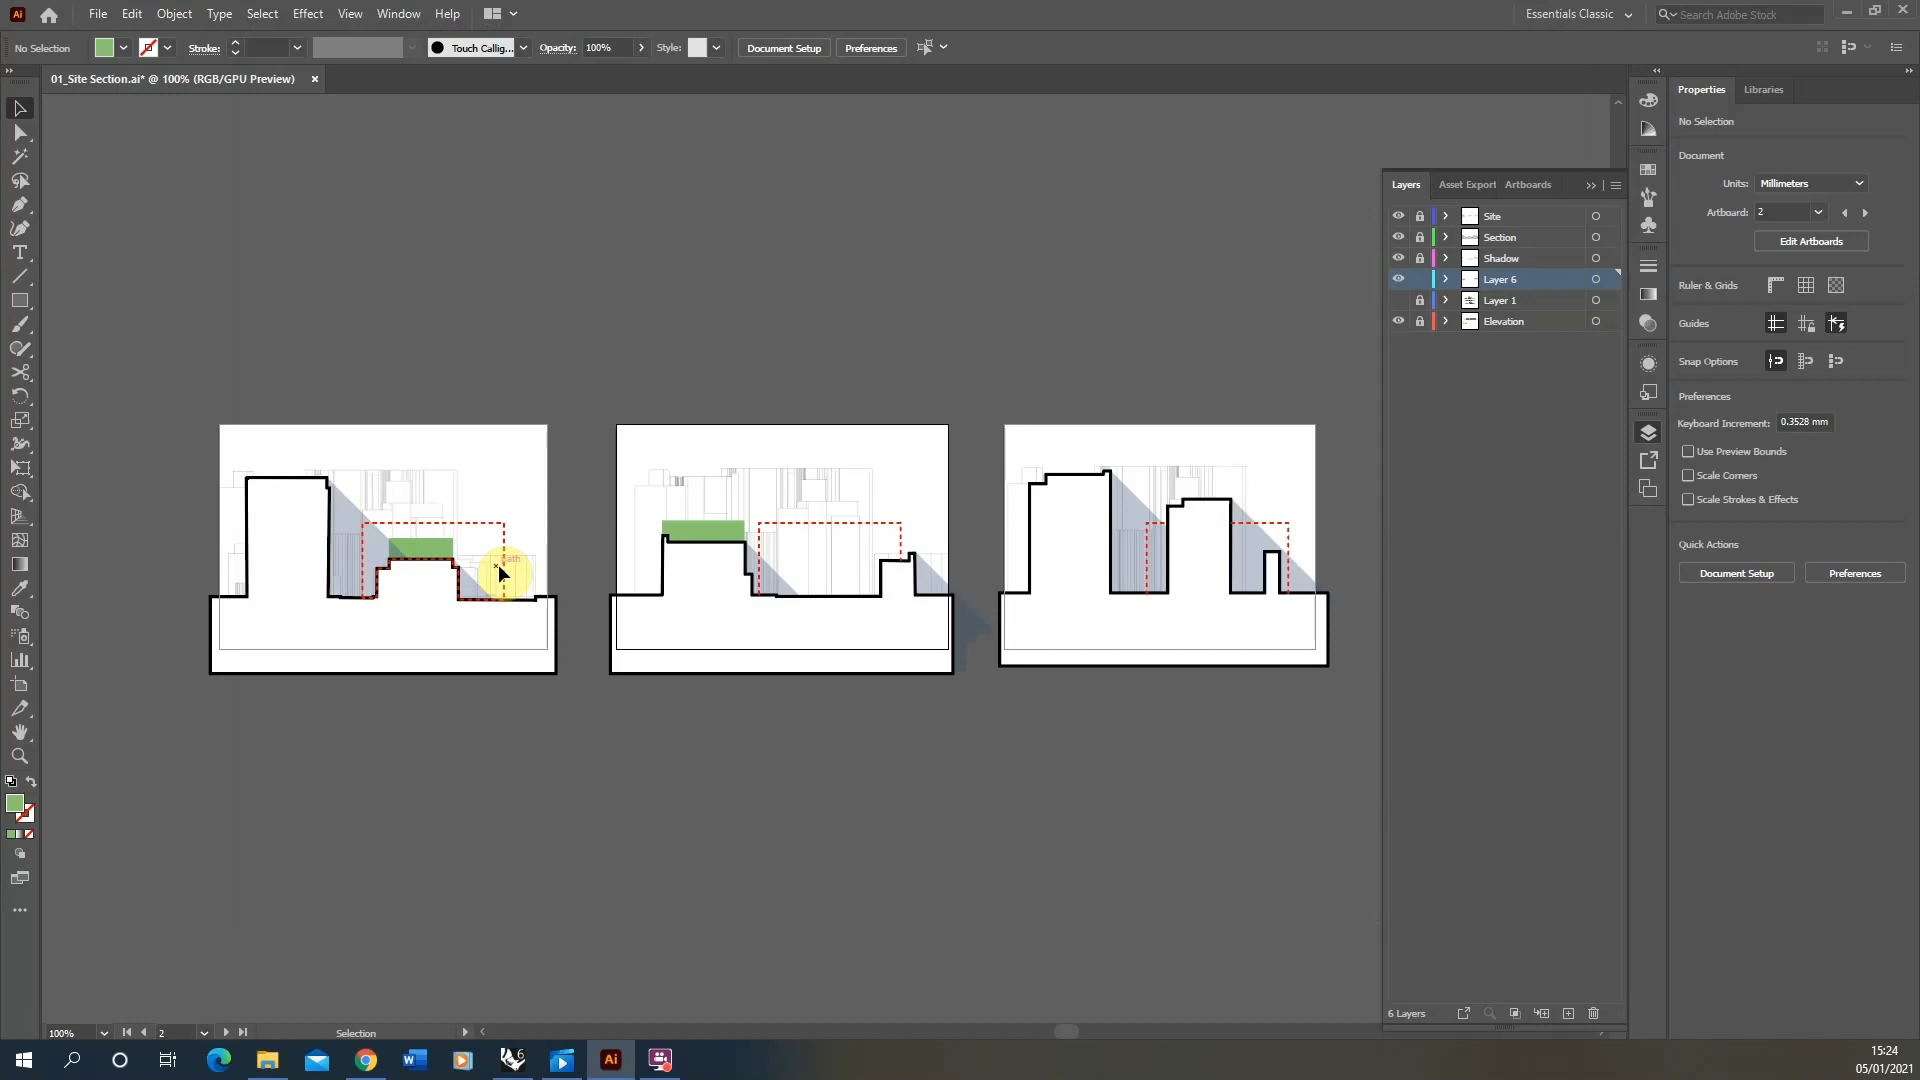 Ai File Edit Object Type Select Effect View Window Help Essentials Classic Search Adobe Stock
No Selection Stroke: Touch Callig... Opacity: 100% Style: Document Setup Preferences
01_Site Section.ai* @ 100% (RGB/GPU Preview)
Properties Libraries
No Selection
Document
Units: Millimeters
Artboard: 2
Edit Artboards
Ruler & Grids
Guides
Snap Options
Preferences
Keyboard Increment: 0.3528 mm
Use Preview Bounds
Scale Corners
Scale Strokes & Effects
Quick Actions
Document Setup Preferences
Layers Asset Export Artboards
Site
Section
Shadow
Layer 6
Layer 1
Elevation
path
6 Layers
100% 2 Selection
Ai
15:24
05/01/2021